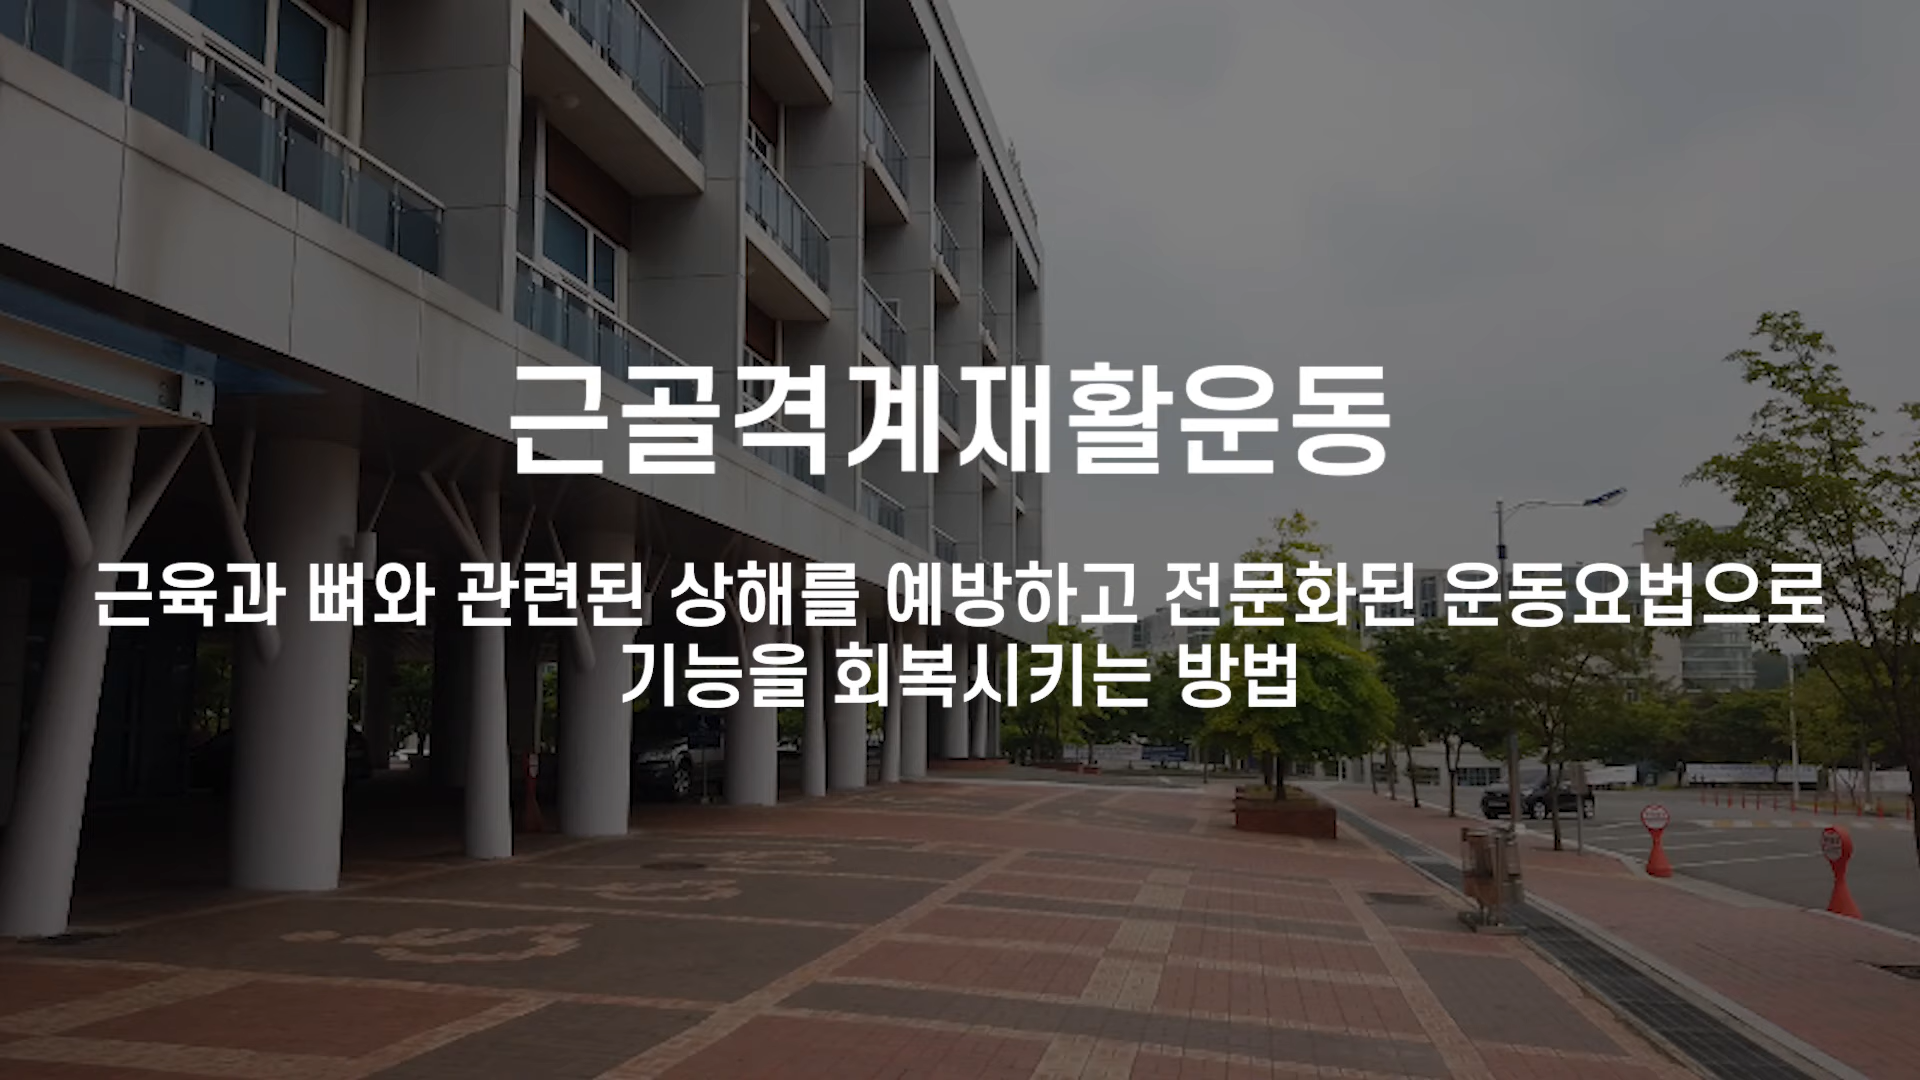 근골격계재활운동
근육과 뼈와 관련된 상해를 예방하고 전문화된 운동요법으로
기능을 회복시키는 방법